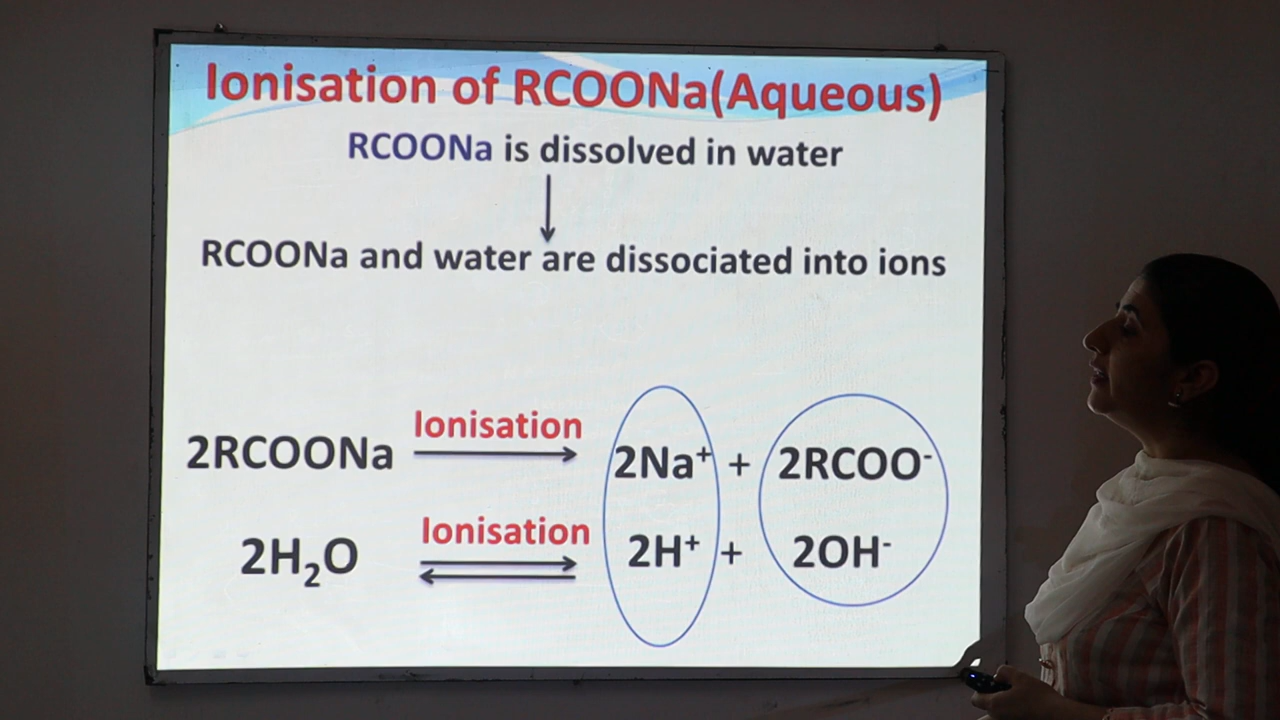 Ionisation of RCOONa(Aqueous)
RCOONa is dissolved in water
RCOONa and water are dissociated into ions
Ionisation
2RCOONa 2Na⁺ + 2RCOO⁻
Ionisation
2H₂O 2H⁺ + 2OH⁻